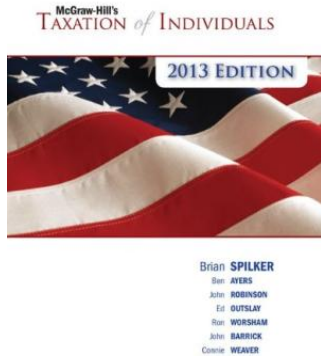 McGraw-Hill's
TAXATION of INDIVIDUALS
2013 EDITION
Brian SPILKER
Ben AYERS
John ROBINSON
Ed OUTSLAY
Ron WORSHAM
John BARRICK
Connie WEAVER